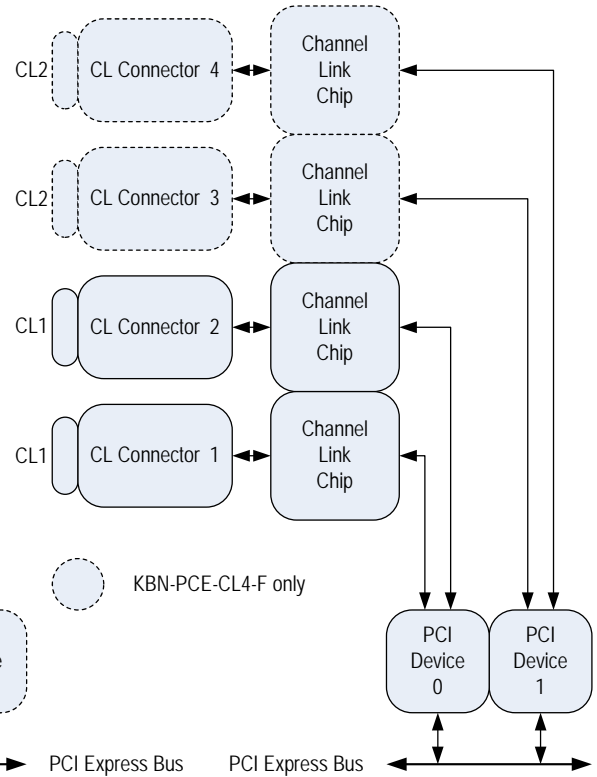 CL2
CL Connector 4
Channel
Link
Chip
CL2
CL Connector 3
Channel
Link
Chip
CL1
CL Connector 2
Channel
Link
Chip
CL1
CL Connector 1
Channel
Link
Chip
KBN-PCE-CL4-F only
PCI
Device
0
PCI
Device
1
PCI Express Bus
PCI Express Bus